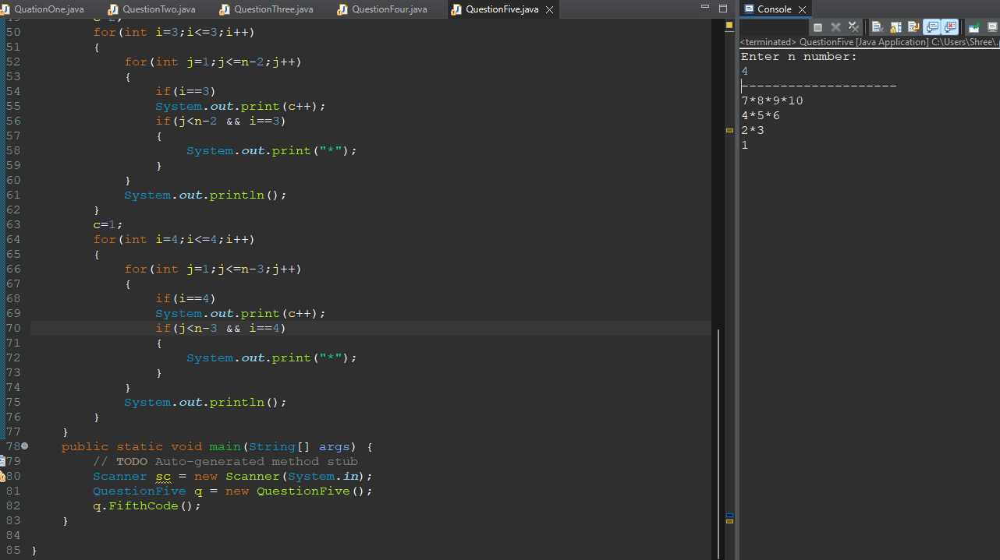 QuationOne.java QuestionTwo.java QuestionThree.java QuestionFour.java QuestionFive.java
50 for(int i=3;i<=3;i++)
51 {
52 for(int j=1;j<=n-2;j++)
53 {
54 if(i==3)
55 System.out.print(c++);
56 if(j<n-2 && i==3)
57 {
58 System.out.print("*");
59 }
60 }
61 System.out.println();
62 }
63 c=1;
64 for(int i=4;i<=4;i++)
65 {
66 for(int j=1;j<=n-3;j++)
67 {
68 if(i==4)
69 System.out.print(c++);
70 if(j<n-3 && i==4)
71 {
72 System.out.print("*");
73 }
74 }
75 System.out.println();
76 }
77 }
78 public static void main(String[] args) {
79 // TODO Auto-generated method stub
80 Scanner sc = new Scanner(System.in);
81 QuestionFive q = new QuestionFive();
82 q.FifthCode();
83 }
84
85 }
Console
<terminated> QuestionFive [Java Application] C:\Users\Shree\.
Enter n number:
4
--------------------
7*8*9*10
4*5*6
2*3
1